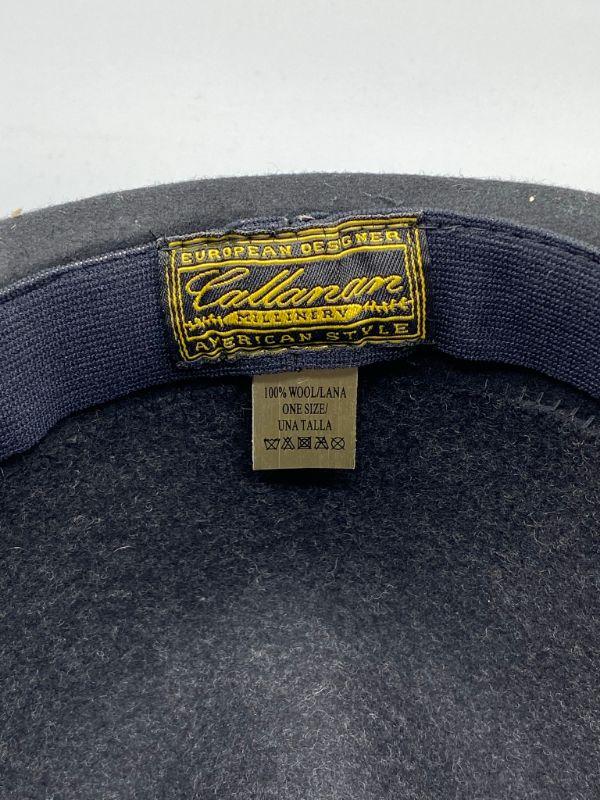 EUROPEAN DESIGNER
Callanan
MILLINERY
AMERICAN STYLE
100% WOOL/LANA
ONE SIZE/
UNA TALLA